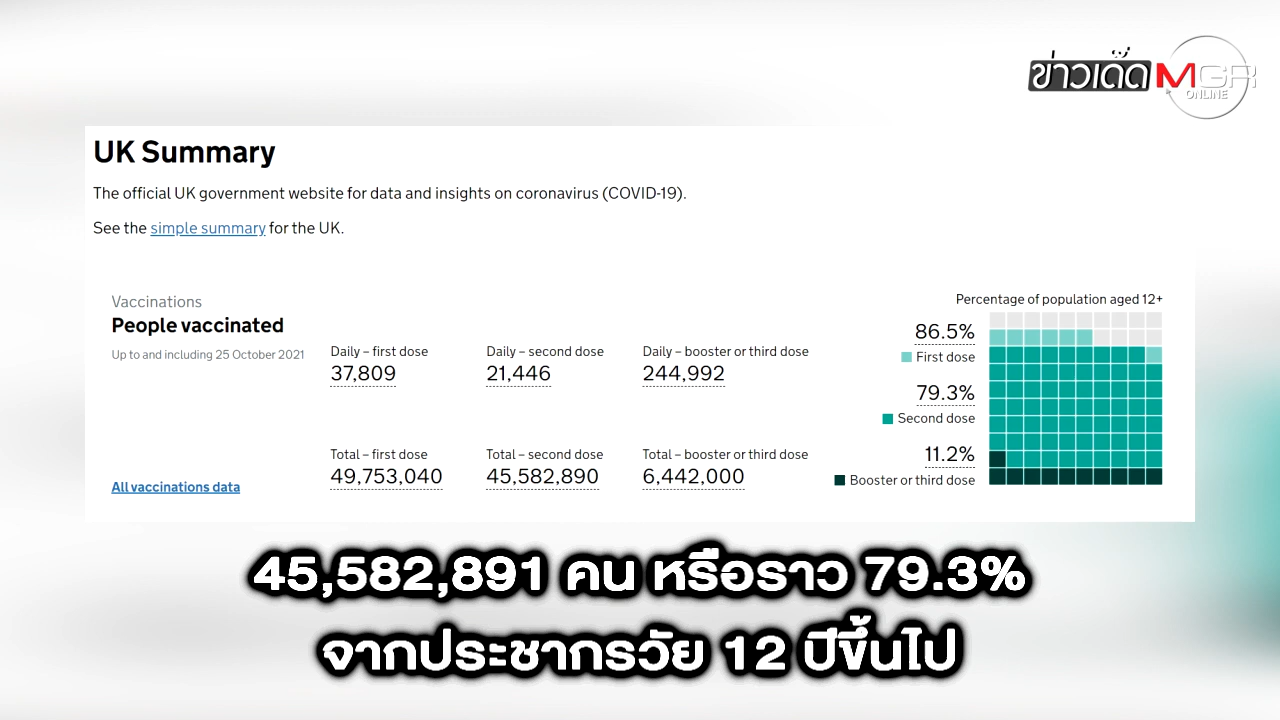 ข่าวเด็ด MGR
ONLINE
UK Summary
The official UK government website for data and insights on coronavirus (COVID-19).
See the simple summary for the UK.
Vaccinations
People vaccinated
Up to and including 25 October 2021
Daily – first dose
37,809
Daily – second dose
21,446
Daily – booster or third dose
244,992
Total – first dose
49,753,040
Total – second dose
45,582,890
Total – booster or third dose
6,442,000
All vaccinations data
Percentage of population aged 12+
86.5%
First dose
79.3%
Second dose
11.2%
Booster or third dose
45,582,891 คน หรือราว 79.3%
จากประชากรวัย 12 ปีขึ้นไป